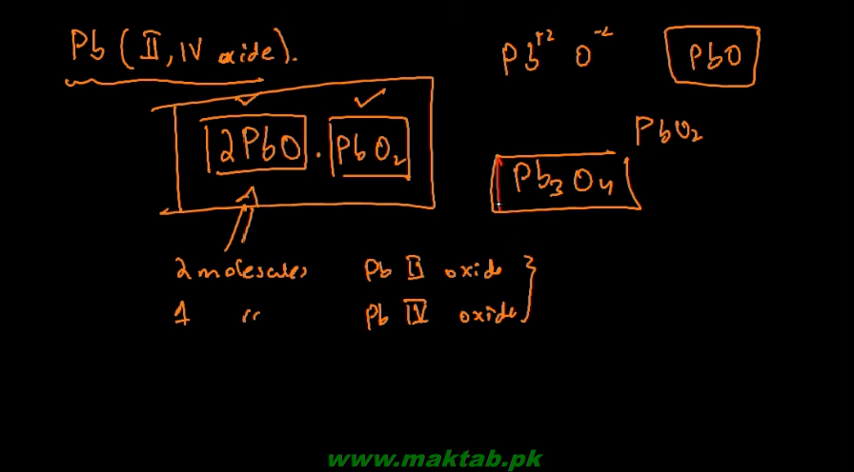 Pb (II, IV oxide).
Pb+2 O-2
PbO
2PbO . PbO2
PbO2
Pb3O4
2 molesules Pb II oxide
1 " Pb IV oxide
www.maktab.pk